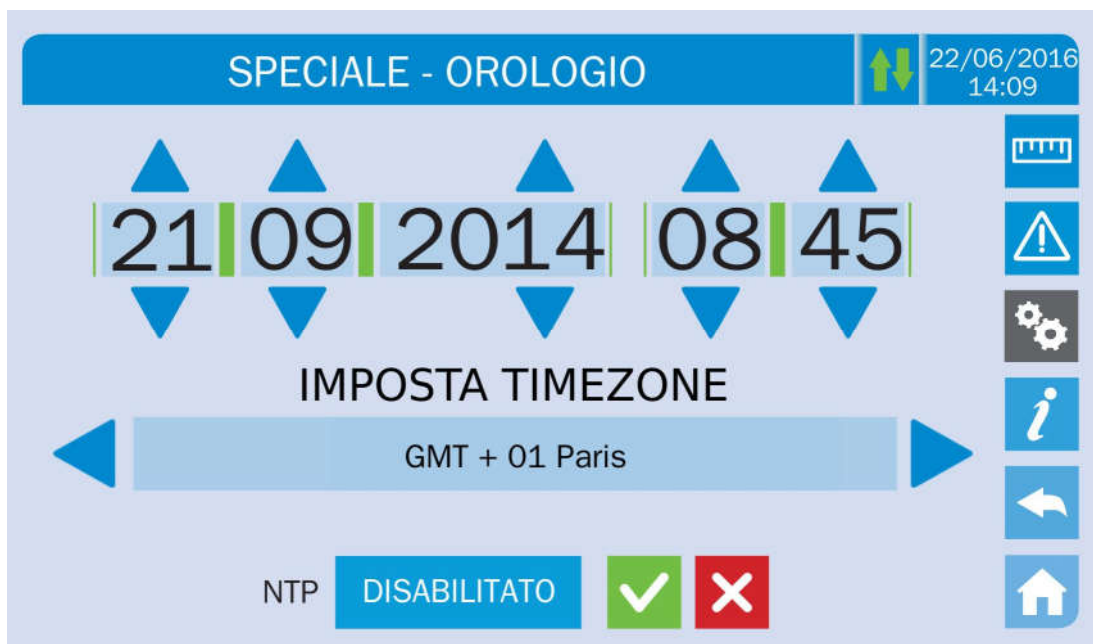 SPECIALE - OROLOGIO
22/06/2016
14:09
21 09 2014 08 45
IMPOSTA TIMEZONE
GMT + 01 Paris
i
NTP DISABILITATO